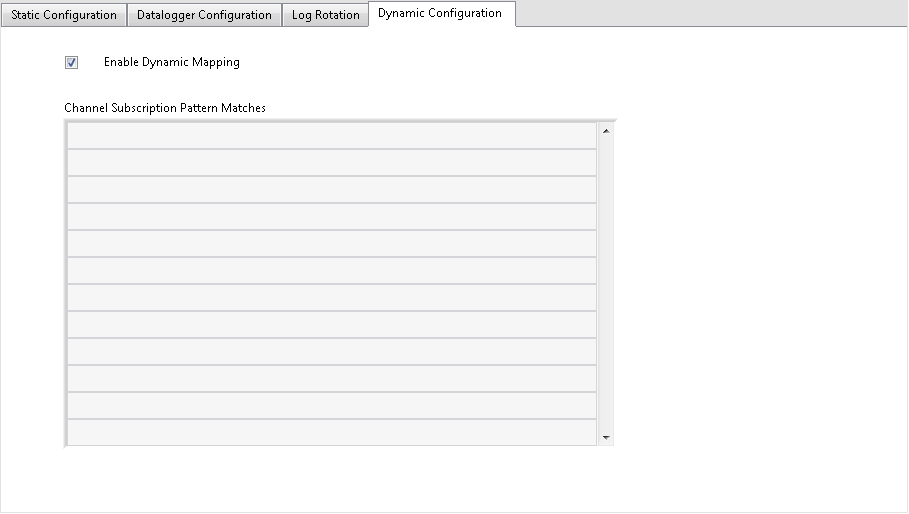 Static Configuration Datalogger Configuration Log Rotation Dynamic Configuration
Enable Dynamic Mapping
Channel Subscription Pattern Matches